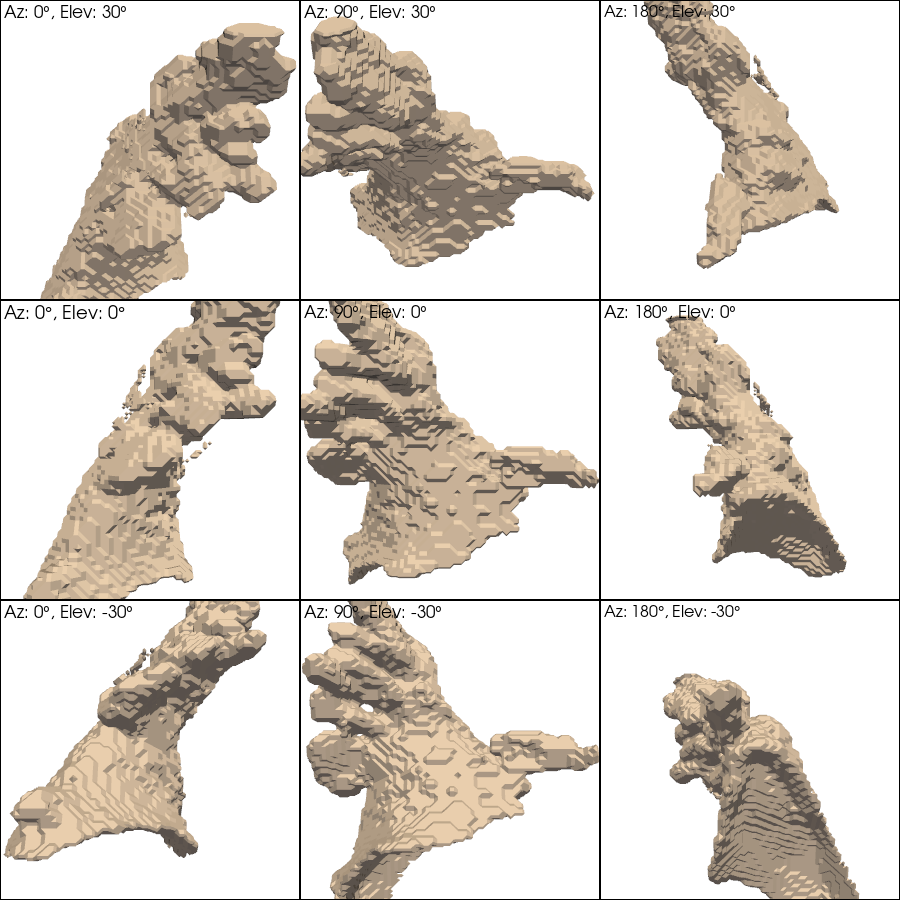 Az: 0°, Elev: 30°
Az: 90°, Elev: 30°
Az: 180°, Elev: 30°
Az: 0°, Elev: 0°
Az: 90°, Elev: 0°
Az: 180°, Elev: 0°
Az: 0°, Elev: -30°
Az: 90°, Elev: -30°
Az: 180°, Elev: -30°